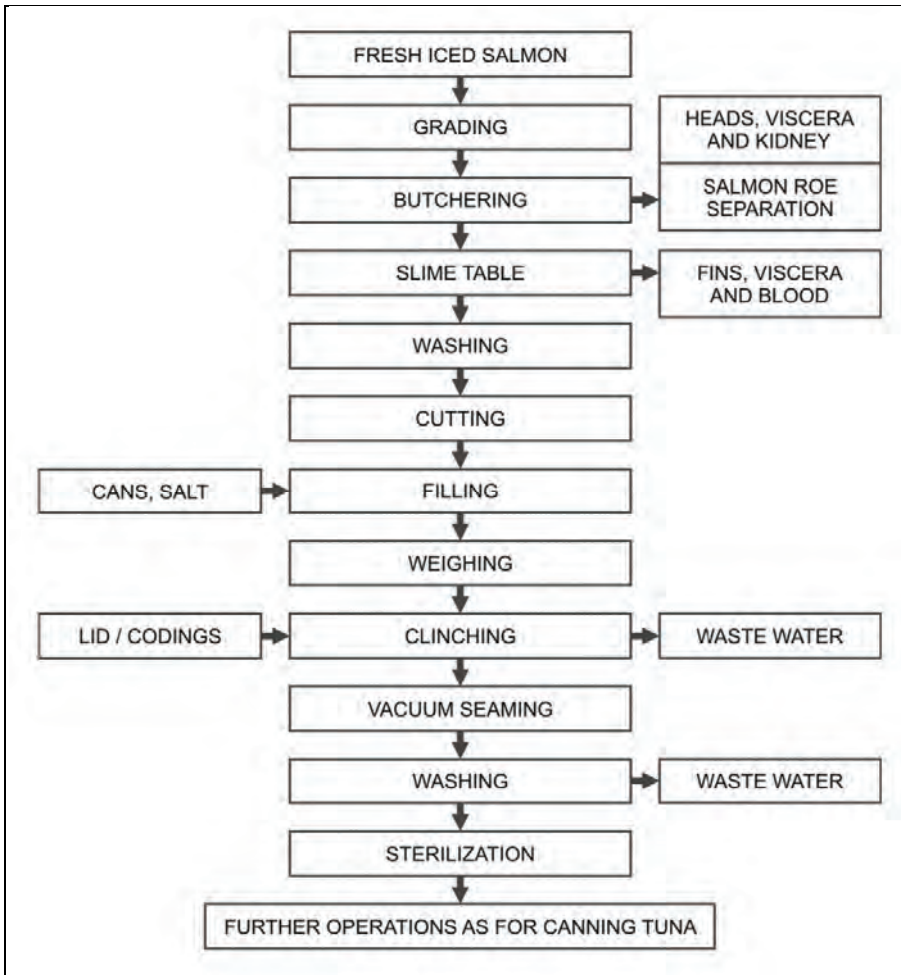 FRESH ICED SALMON
GRADING
HEADS, VISCERA
AND KIDNEY
BUTCHERING
SALMON ROE
SEPARATION
SLIME TABLE
FINS, VISCERA
AND BLOOD
WASHING
CUTTING
CANS, SALT
FILLING
WEIGHING
LID / CODINGS
CLINCHING
WASTE WATER
VACUUM SEAMING
WASHING
WASTE WATER
STERILIZATION
FURTHER OPERATIONS AS FOR CANNING TUNA